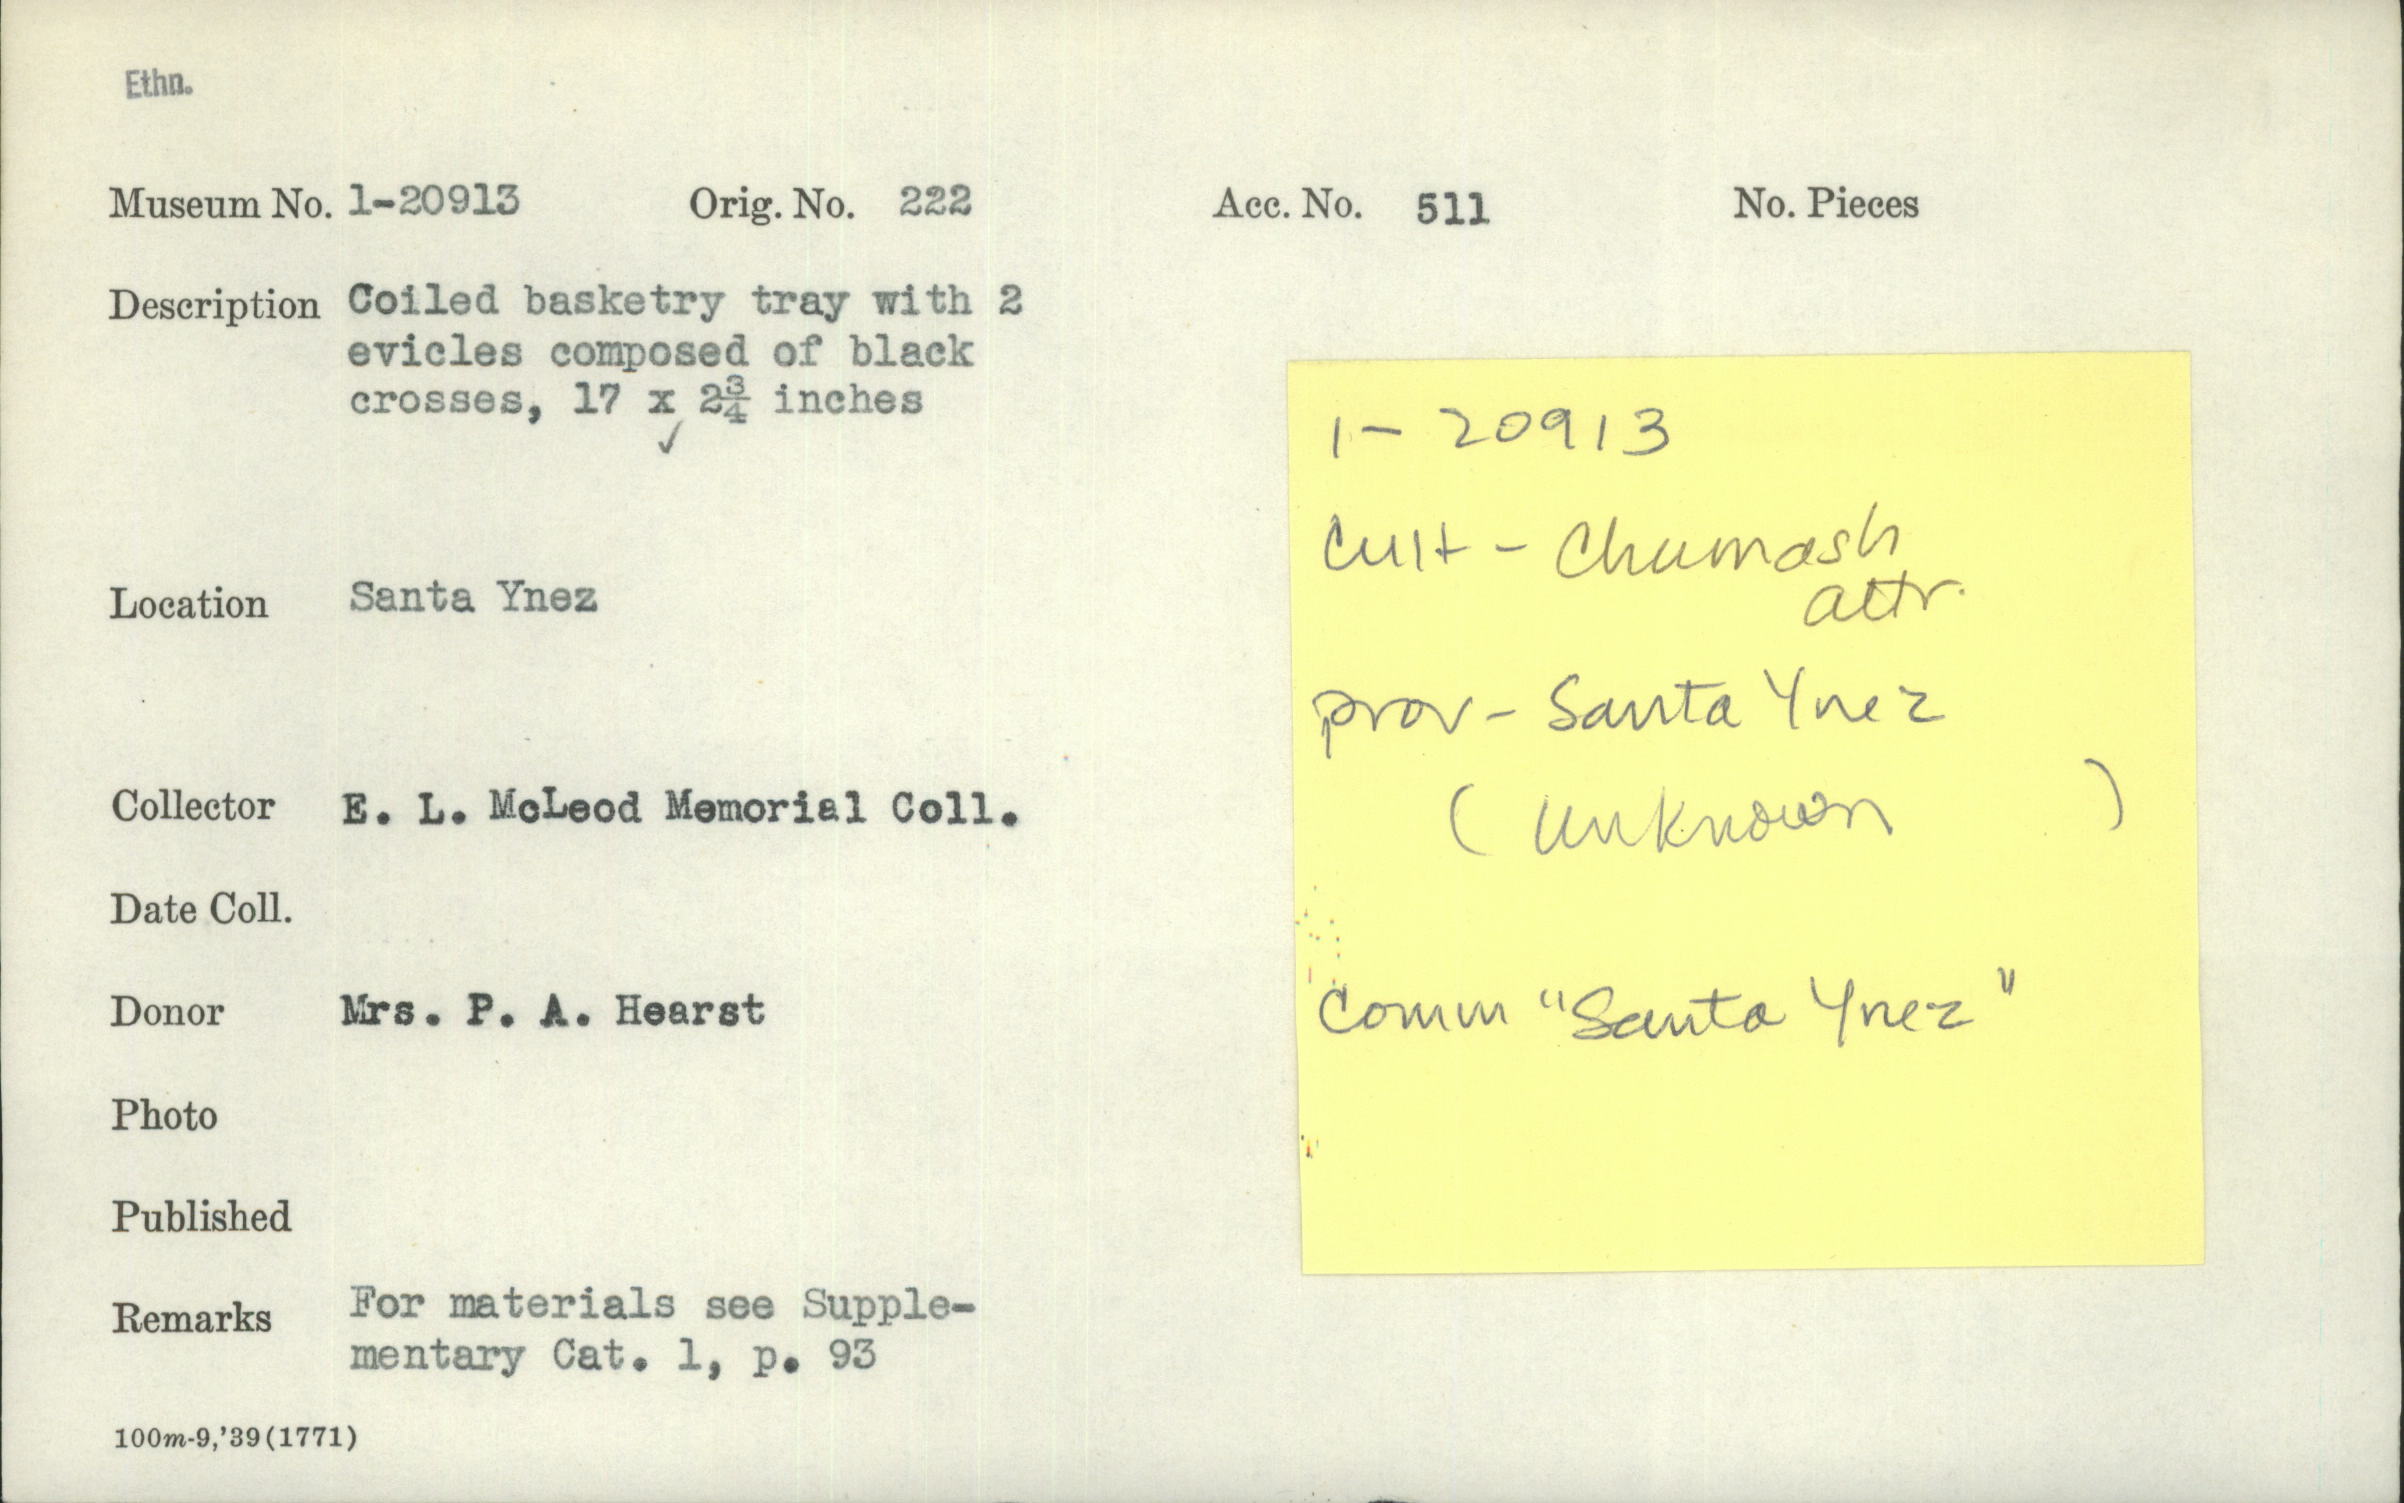 Ethn.
Museum No. 1-20913 Orig. No. 222 Acc. No. 511 No. Pieces
Description Coiled basketry tray with 2
evicles composed of black
crosses, 17 x 2¾ inches
✓
Location Santa Ynez
Collector E. L. McLeod Memorial Coll.
Date Coll.
Donor Mrs. P. A. Hearst
Photo
Published
Remarks For materials see Supple-
mentary Cat. 1, p. 93
100m-9,'39(1771)
1-20913
Cult - Chumash
attr.
prov - Santa Ynez
( Unknown )
Comm "Santa Ynez"